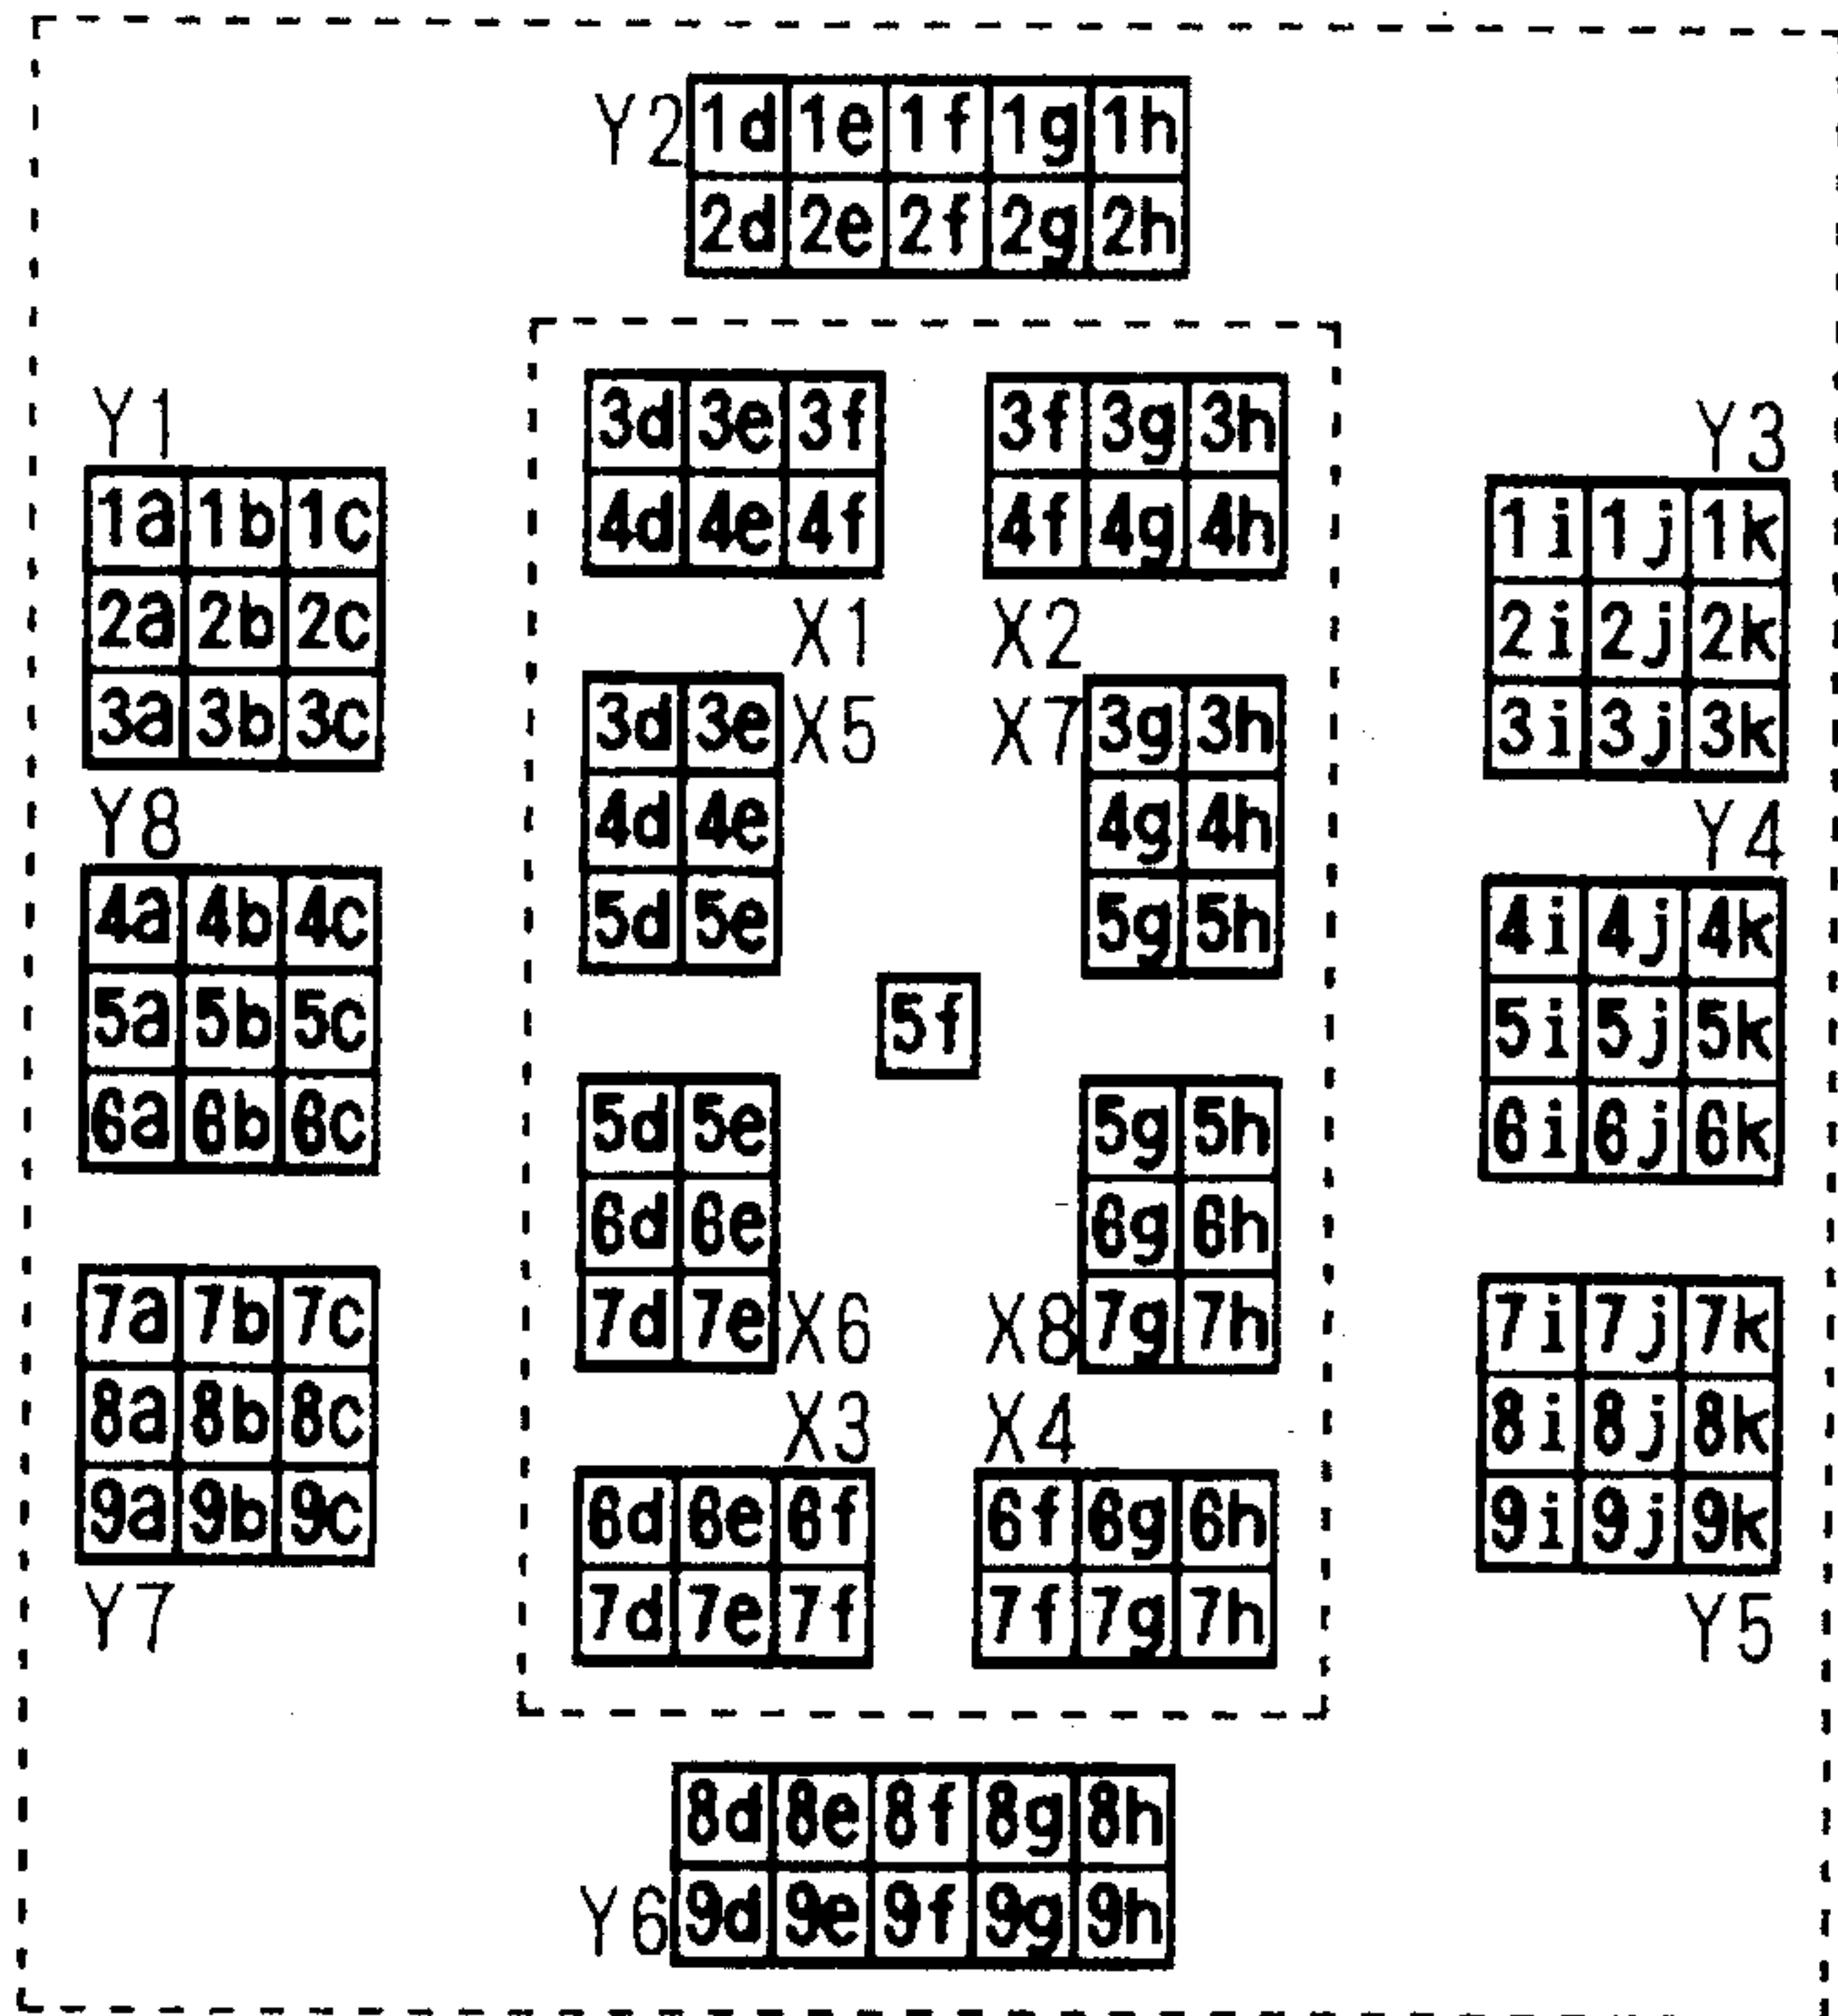 Y2
1d 1e 1f 1g 1h
2d 2e 2f 2g 2h
Y1
1a 1b 1c
2a 2b 2c
3a 3b 3c
Y8
4a 4b 4c
5a 5b 5c
6a 6b 6c
7a 7b 7c
8a 8b 8c
9a 9b 9c
Y7
3d 3e 3f
4d 4e 4f
X1
3f 3g 3h
4f 4g 4h
X2
X5
3d 3e
4d 4e
5d 5e
X7
3g 3h
4g 4h
5g 5h
5f
5d 5e
6d 6e
7d 7e
X6
5g 5h
6g 6h
7g 7h
X8
X3
6d 6e 6f
7d 7e 7f
X4
6f 6g 6h
7f 7g 7h
Y3
1i 1j 1k
2i 2j 2k
3i 3j 3k
Y4
4i 4j 4k
5i 5j 5k
6i 6j 6k
7i 7j 7k
8i 8j 8k
9i 9j 9k
Y5
8d 8e 8f 8g 8h
9d 9e 9f 9g 9h
Y6